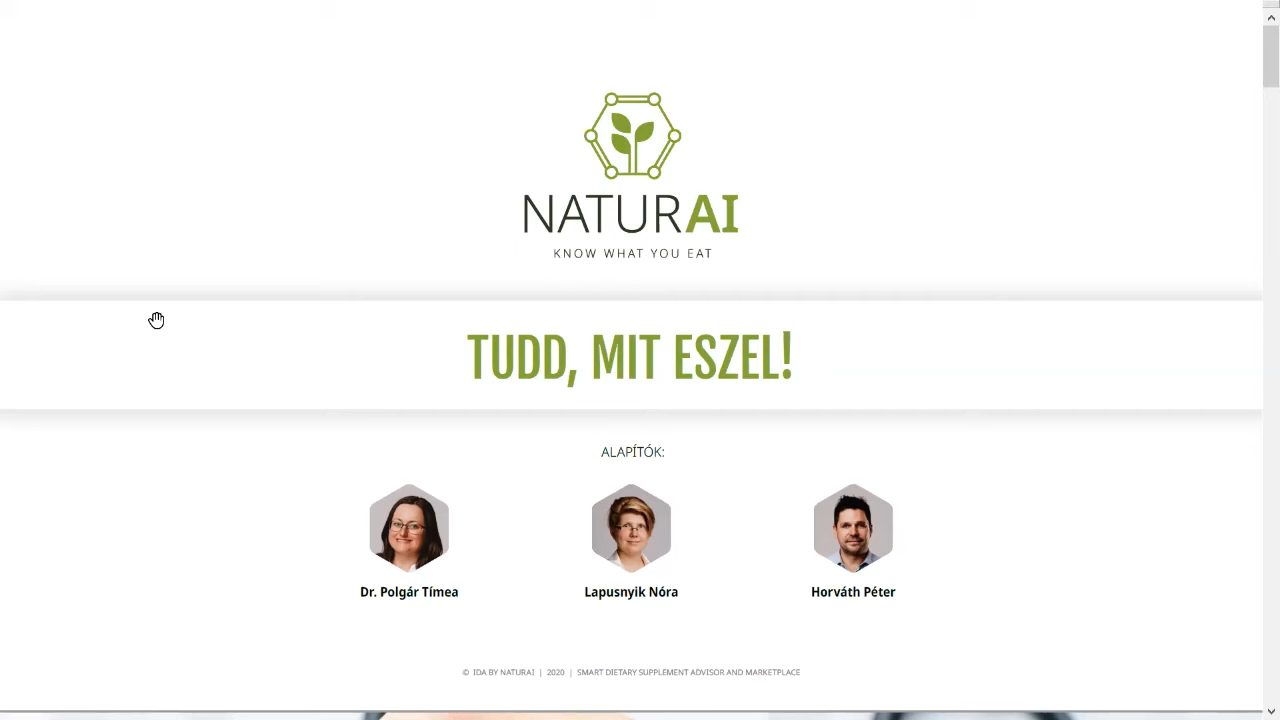 NATURAI
KNOW WHAT YOU EAT
TUDD, MIT ESZEL!
ALAPÍTÓK:
Dr. Polgár Tímea
Lapusnyik Nóra
Horváth Péter
© IDA BY NATURAI | 2020 | SMART DIETARY SUPPLEMENT ADVISOR AND MARKETPLACE